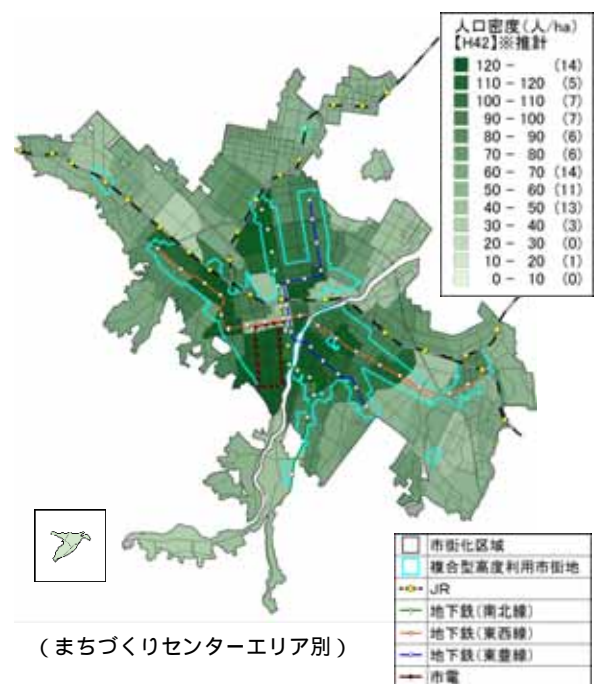 人口密度(人/ha)
【H42】※推計
120 - (14)
110 - 120 (5)
100 - 110 (7)
90 - 100 (7)
80 - 90 (6)
70 - 80 (6)
60 - 70 (14)
50 - 60 (11)
40 - 50 (13)
30 - 40 (3)
20 - 30 (0)
10 - 20 (1)
0 - 10 (0)
市街化区域
複合型高度利用市街地
JR
地下鉄(南北線)
地下鉄(東西線)
地下鉄(東豊線)
市電
(まちづくりセンターエリア別)